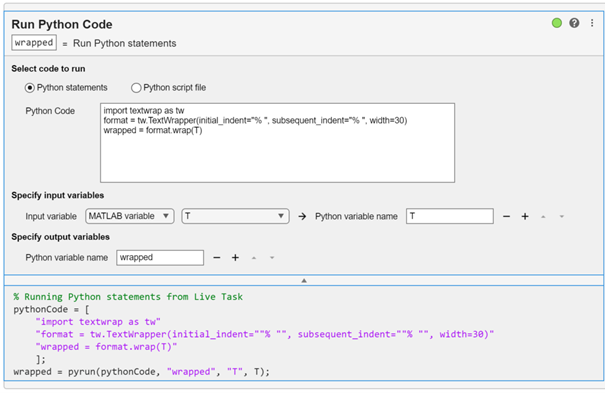 Run Python Code
wrapped = Run Python statements
Select code to run
Python statements Python script file
Python Code
import textwrap as tw
format = tw.TextWrapper(initial_indent="% ", subsequent_indent="% ", width=30)
wrapped = format.wrap(T)
Specify input variables
Input variable MATLAB variable T → Python variable name T
Specify output variables
Python variable name wrapped
% Running Python statements from Live Task
pythonCode = [
"import textwrap as tw"
"format = tw.TextWrapper(initial_indent=""% "", subsequent_indent=""% "", width=30)"
"wrapped = format.wrap(T)"
];
wrapped = pyrun(pythonCode, "wrapped", "T", T);